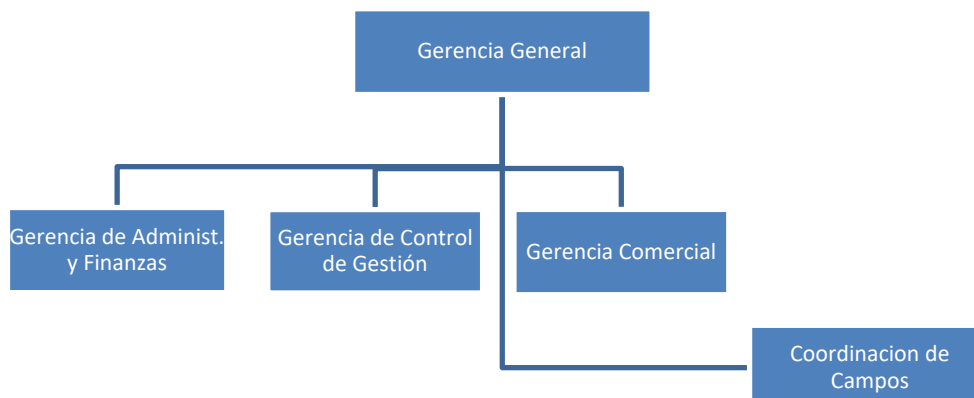 Gerencia General
Gerencia de Administ.
y Finanzas
Gerencia de Control
de Gestión
Gerencia Comercial
Coordinacion de
Campos